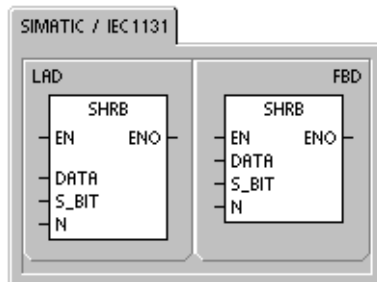 SIMATIC / IEC1131
LAD
SHRB
EN ENO
DATA
S_BIT
N
FBD
SHRB
EN ENO
DATA
S_BIT
N